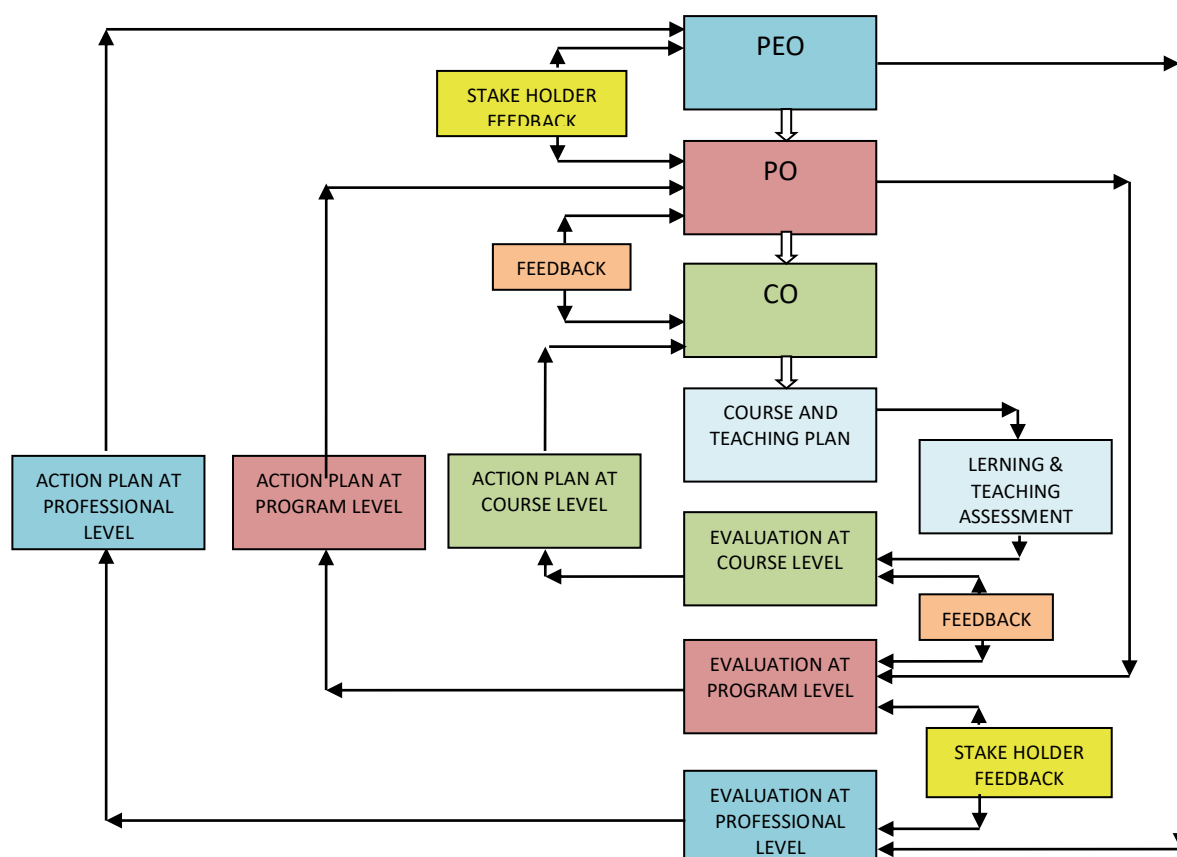 PEO
STAKE HOLDER
FEEDBACK
PO
FEEDBACK
CO
COURSE AND
TEACHING PLAN
ACTION PLAN AT
PROFESSIONAL
LEVEL
ACTION PLAN AT
PROGRAM LEVEL
ACTION PLAN AT
COURSE LEVEL
LERNING &
TEACHING
ASSESSMENT
EVALUATION AT
COURSE LEVEL
FEEDBACK
EVALUATION AT
PROGRAM LEVEL
STAKE HOLDER
FEEDBACK
EVALUATION AT
PROFESSIONAL
LEVEL